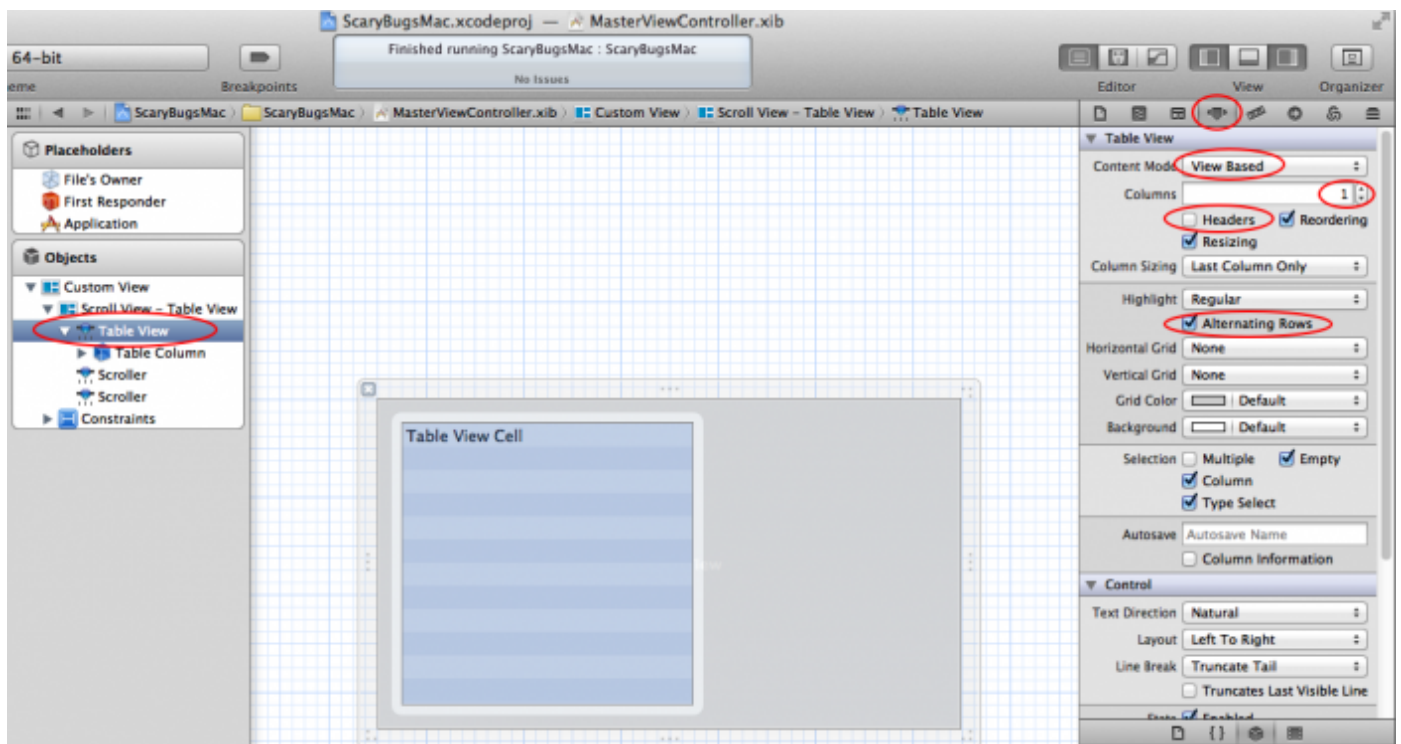 ScaryBugsMac.xcodeproj — MasterViewController.xib
64-bit
Finished running ScaryBugsMac : ScaryBugsMac
No Issues
eme
Breakpoints
Editor
View
Organizer
ScaryBugsMac
ScaryBugsMac
MasterViewController.xib
Custom View
Scroll View – Table View
Table View
Placeholders
File's Owner
First Responder
Application
Objects
Custom View
Scroll View – Table View
Table View
Table Column
Scroller
Scroller
Constraints
Table View Cell
Table View
Content Mode View Based
Columns 1
Headers Reordering
Resizing
Column Sizing Last Column Only
Highlight Regular
Alternating Rows
Horizontal Grid None
Vertical Grid None
Grid Color Default
Background Default
Selection Multiple Empty
Column
Type Select
Autosave Autosave Name
Column Information
Control
Text Direction Natural
Layout Left To Right
Line Break Truncate Tail
Truncates Last Visible Line
State Enabled